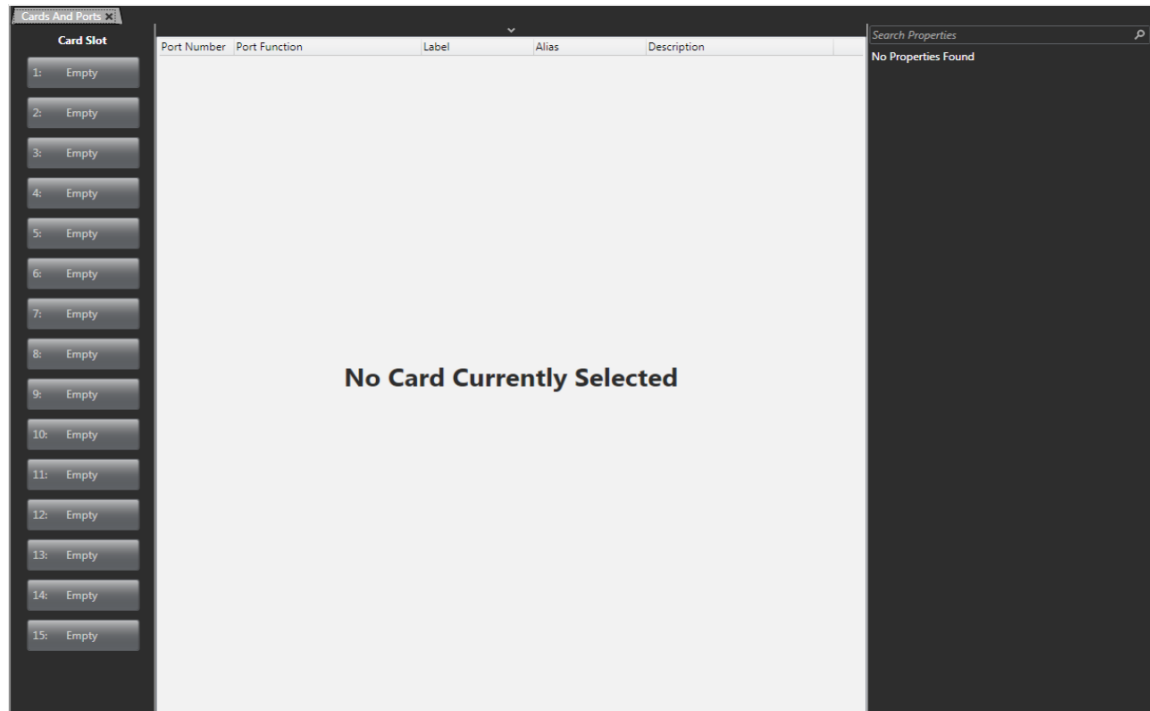 Cards And Ports
Card Slot
1: Empty
2: Empty
3: Empty
4: Empty
5: Empty
6: Empty
7: Empty
8: Empty
9: Empty
10: Empty
11: Empty
12: Empty
13: Empty
14: Empty
15: Empty
Port Number Port Function Label Alias Description
No Card Currently Selected
Search Properties
No Properties Found